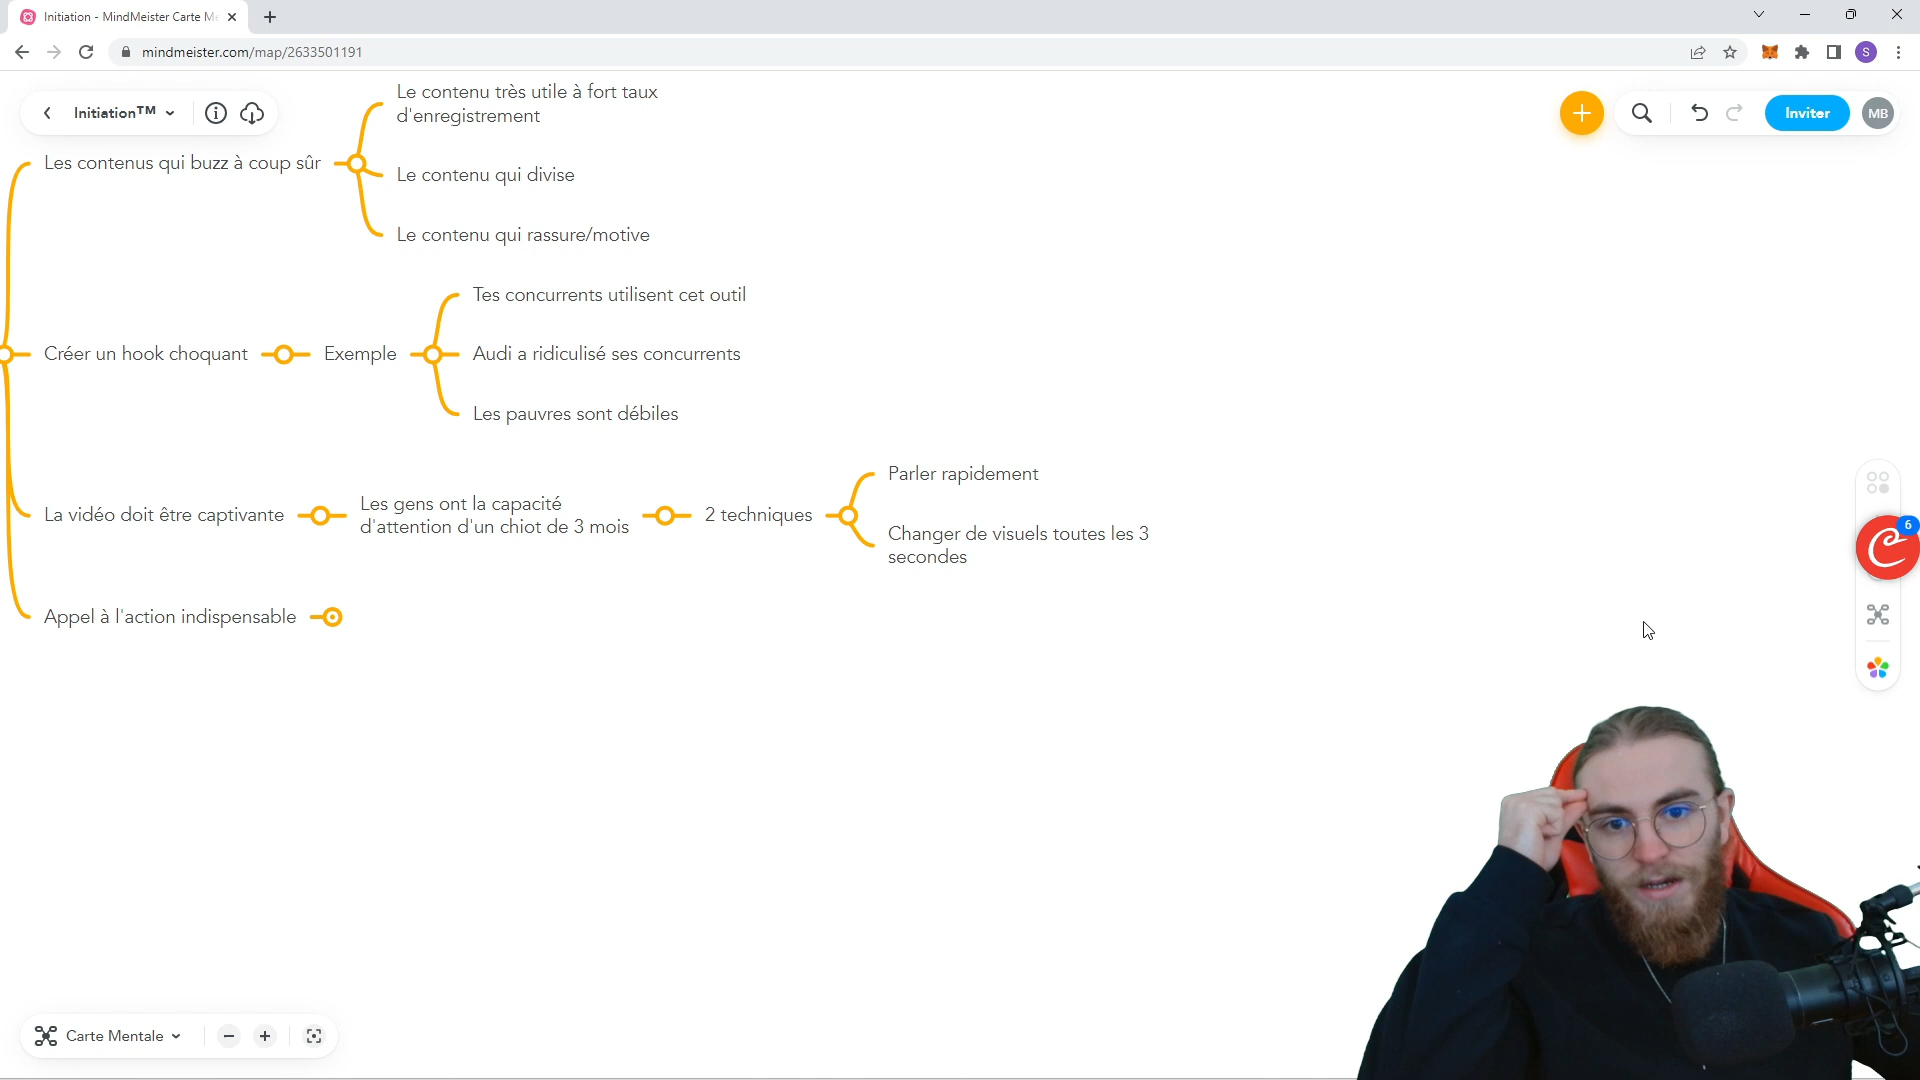 Initiation - MindMeister Carte Me
mindmeister.com/map/2633501191
S
Initiation™
Inviter
MB
Le contenu très utile à fort taux
d'enregistrement
Les contenus qui buzz à coup sûr
Le contenu qui divise
Le contenu qui rassure/motive
Tes concurrents utilisent cet outil
Créer un hook choquant
Exemple
Audi a ridiculisé ses concurrents
Les pauvres sont débiles
Parler rapidement
La vidéo doit être captivante
Les gens ont la capacité
d'attention d'un chiot de 3 mois
2 techniques
Changer de visuels toutes les 3
secondes
6
Appel à l'action indispensable
Carte Mentale